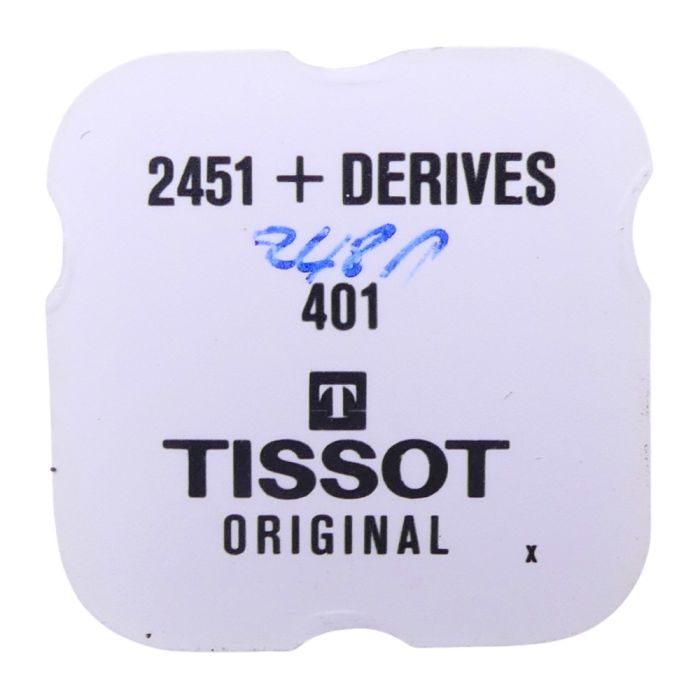 2451 + DERIVES
2481
401
T
TISSOT
ORIGINAL
x